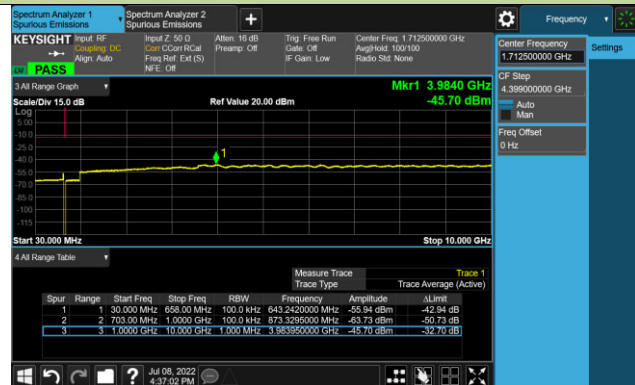 Spectrum Analyzer 1
Spurious Emissions
Spectrum Analyzer 2
Spurious Emissions
+
Frequency
KEYSIGHT
Input: RF
Coupling: DC
Align: Auto
Input Z: 50 Ω
Corr CCorr RCal
Freq Ref: Ext (S)
NFE: Off
Atten: 16 dB
Preamp: Off
Trig: Free Run
Gate: Off
IF Gain: Low
Center Freq: 1.712500000 GHz
Avg|Hold: 100/100
Radio Std: None
PASS
Center Frequency
1.712500000 GHz
Settings
CF Step
4.399000000 GHz
Auto
Man
Freq Offset
0 Hz
3 All Range Graph
Mkr1 3.9840 GHz
Scale/Div 15.0 dB
Ref Value 20.00 dBm
-45.70 dBm
Log
5.00
-10.0
-25.0
-40.0
-55.0
-70.0
-85.0
-100
-115
1
Start 30.000 MHz
Stop 10.000 GHz
4 All Range Table
Measure Trace Trace 1
Trace Type Trace Average (Active)
Spur Range Start Freq Stop Freq RBW Frequency Amplitude ΔLimit
1 1 30.000 MHz 658.00 MHz 100.0 kHz 643.2420000 MHz -55.94 dBm -42.94 dB
2 2 703.00 MHz 1.0000 GHz 100.0 kHz 873.3295000 MHz -63.73 dBm -50.73 dB
3 3 1.0000 GHz 10.000 GHz 1.000 MHz 3.983950000 GHz -45.70 dBm -32.70 dB
?
Jul 08, 2022
4:37:02 PM